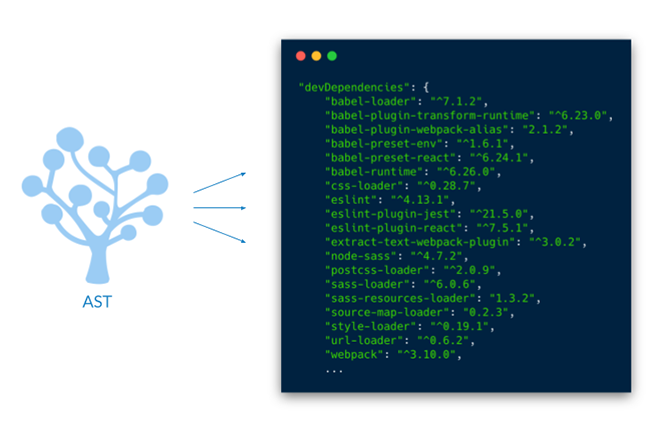 AST
"devDependencies": {
"babel-loader": "^7.1.2",
"babel-plugin-transform-runtime": "^6.23.0",
"babel-plugin-webpack-alias": "2.1.2",
"babel-preset-env": "^1.6.1",
"babel-preset-react": "^6.24.1",
"babel-runtime": "^6.26.0",
"css-loader": "^0.28.7",
"eslint": "^4.13.1",
"eslint-plugin-jest": "^21.5.0",
"eslint-plugin-react": "^7.5.1",
"extract-text-webpack-plugin": "^3.0.2",
"node-sass": "^4.7.2",
"postcss-loader": "^2.0.9",
"sass-loader": "^6.0.6",
"sass-resources-loader": "1.3.2",
"source-map-loader": "0.2.3",
"style-loader": "^0.19.1",
"url-loader": "^0.6.2",
"webpack": "^3.10.0",
...